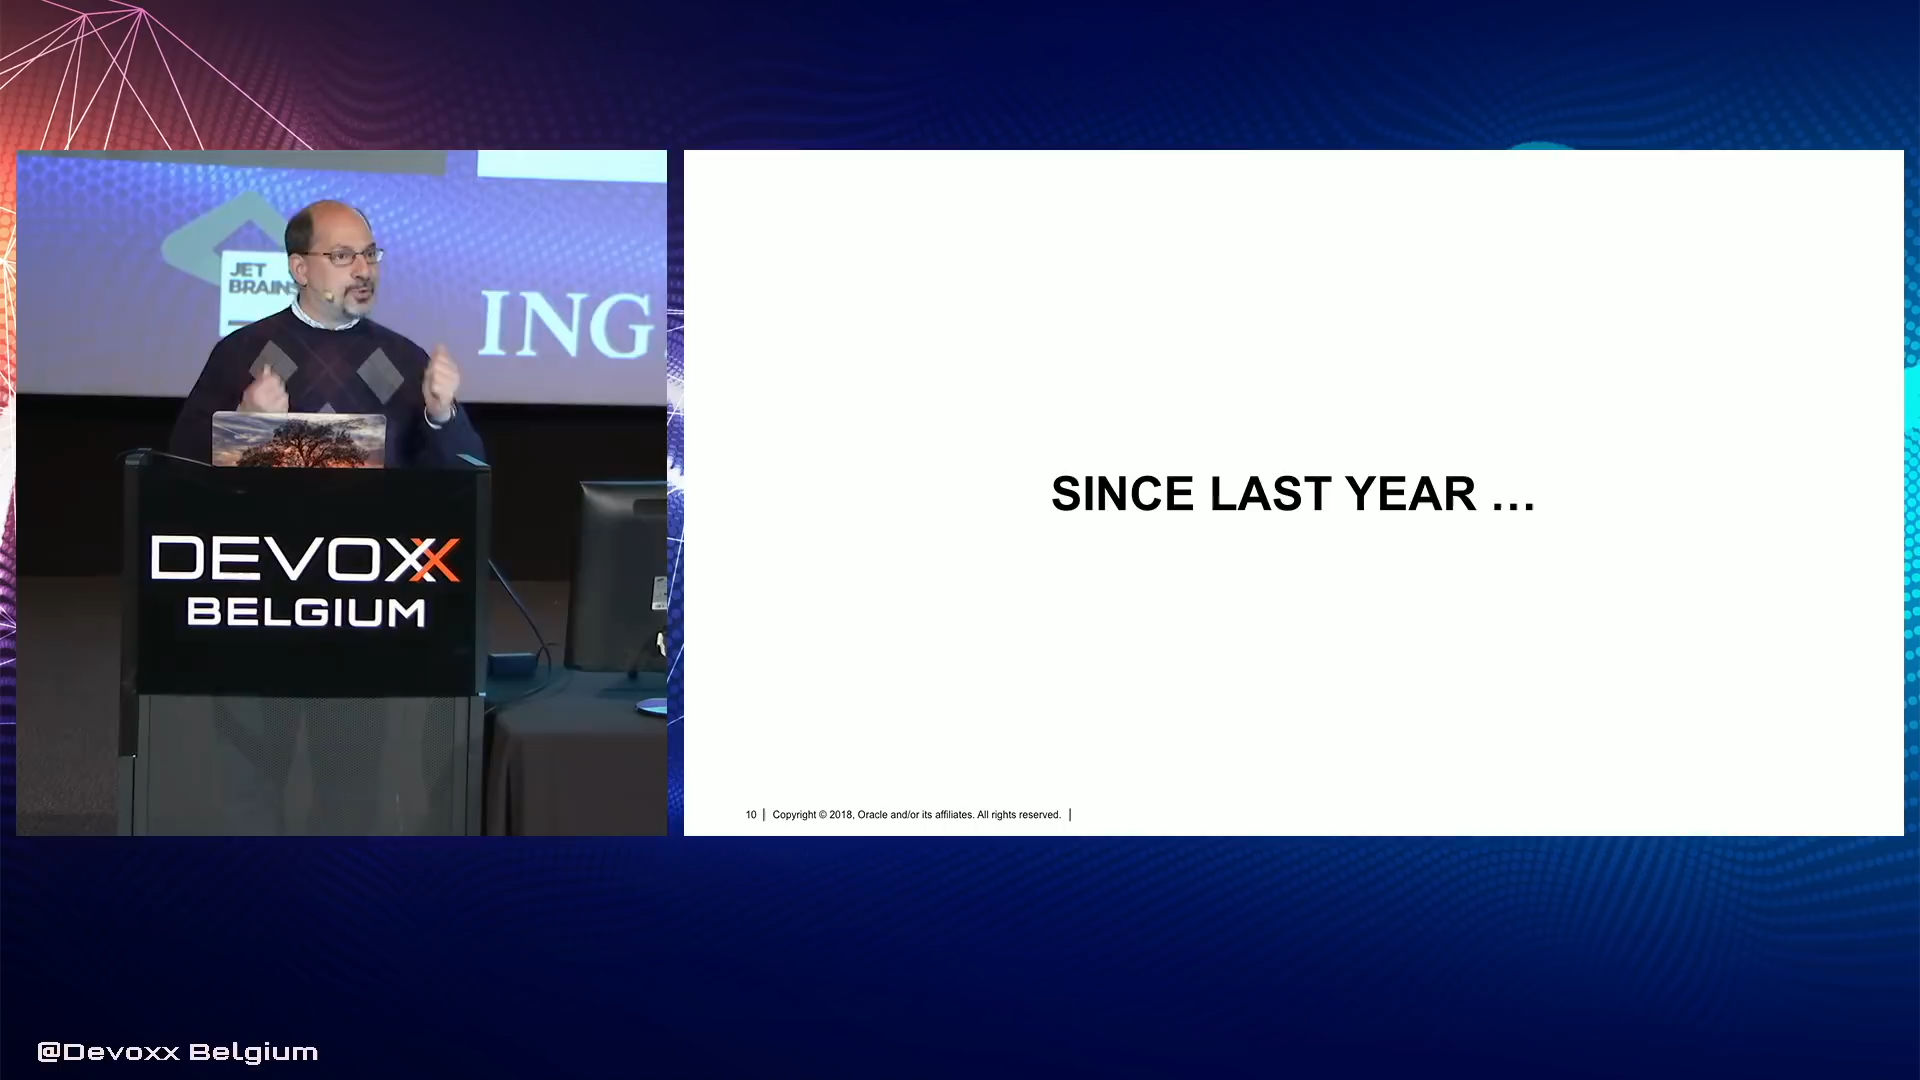 JET
BRAINS
ING
DEVOXX
BELGIUM
SINCE LAST YEAR …
10 | Copyright © 2018, Oracle and/or its affiliates. All rights reserved. |
@Devoxx Belgium